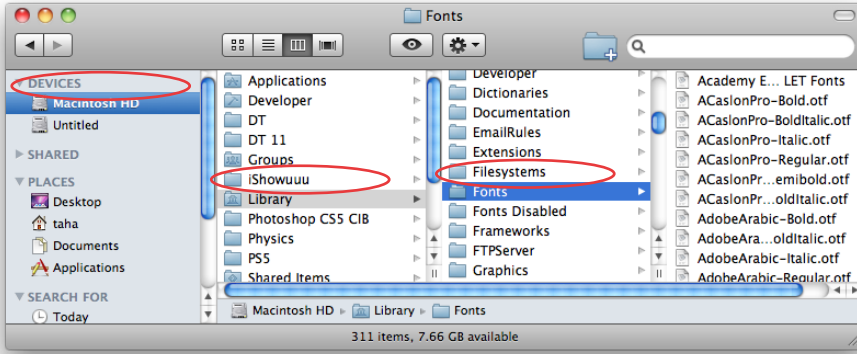 Fonts
DEVICES
Macintosh HD
Untitled
SHARED
PLACES
Desktop
taha
Documents
Applications
SEARCH FOR
Today
Applications
Developer
DT
DT 11
Groups
iShowuuu
Library
Photoshop CS5 CIB
Physics
PS5
Shared Items
Developer
Dictionaries
Documentation
EmailRules
Extensions
Filesystems
Fonts
Fonts Disabled
Frameworks
FTPServer
Graphics
Academy E... LET Fonts
ACaslonPro-Bold.otf
ACaslonPro-BoldItalic.otf
ACaslonPro-Italic.otf
ACaslonPro-Regular.otf
ACaslonPr...emibold.otf
ACaslonPr...oldItalic.otf
AdobeArabic-Bold.otf
AdobeAra...oldItalic.otf
AdobeArabic-Italic.otf
AdobeArabic-Regular.otf
Macintosh HD ▸ Library ▸ Fonts
311 items, 7.66 GB available